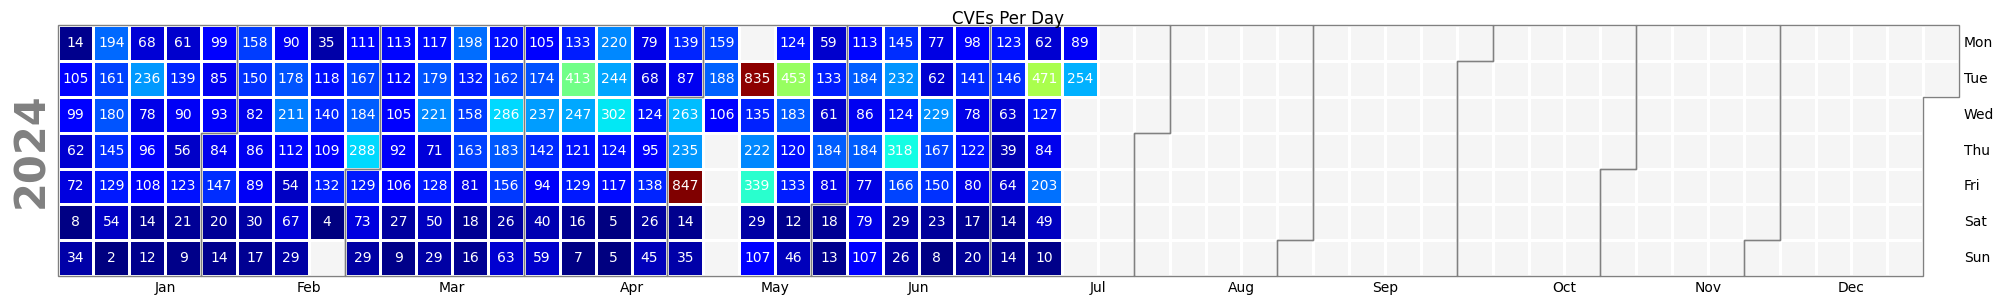 CVEs Per Day
2024
14 194 68 61 99 158 90 35 111 113 117 198 120 105 133 220 79 139 159 124 59 113 145 77 98 123 62 89 Mon
105 161 236 139 85 150 178 118 167 112 179 132 162 174 413 244 68 87 188 835 453 133 184 232 62 141 146 471 254 Tue
99 180 78 90 93 82 211 140 184 105 221 158 286 237 247 302 124 263 106 135 183 61 86 124 229 78 63 127 Wed
62 145 96 56 84 86 112 109 288 92 71 163 183 142 121 124 95 235 222 120 184 184 318 167 122 39 84 Thu
72 129 108 123 147 89 54 132 129 106 128 81 156 94 129 117 138 847 339 133 81 77 166 150 80 64 203 Fri
8 54 14 21 20 30 67 4 73 27 50 18 26 40 16 5 26 14 29 12 18 79 29 23 17 14 49 Sat
34 2 12 9 14 17 29 29 9 29 16 63 59 7 5 45 35 107 46 13 107 26 8 20 14 10 Sun
Jan Feb Mar Apr May Jun Jul Aug Sep Oct Nov Dec